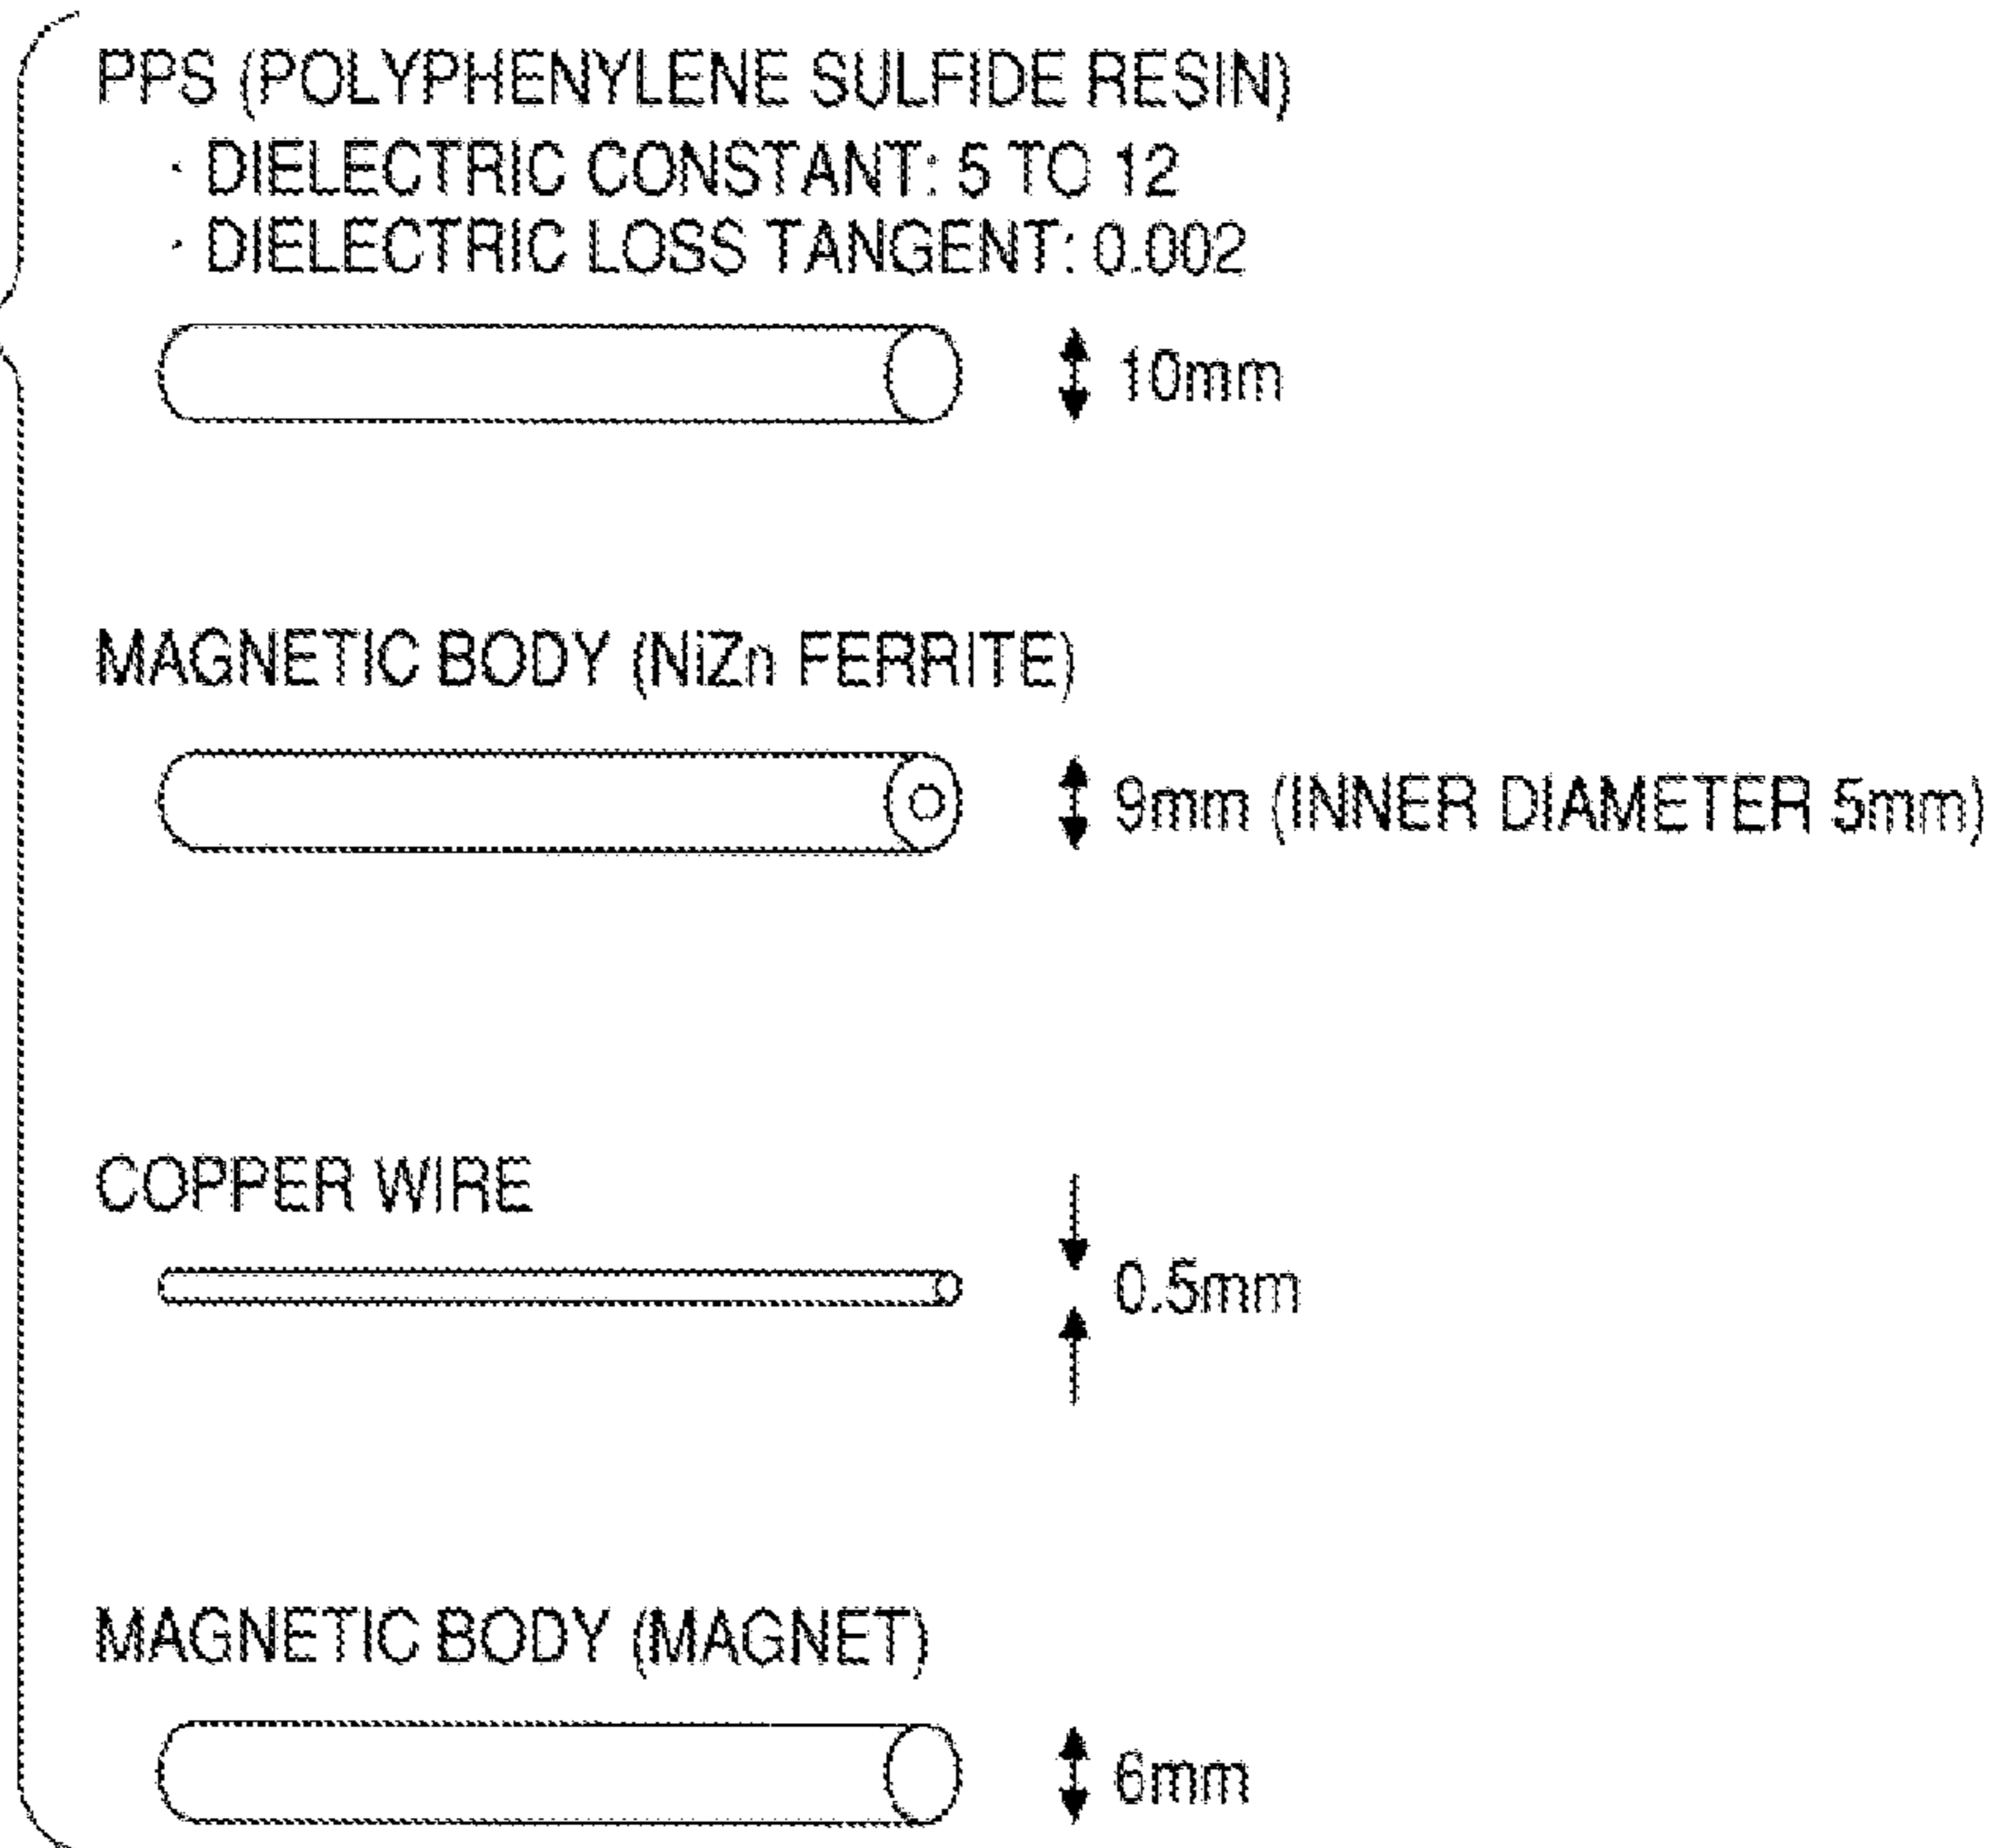 PPS (POLYPHENYLENE SULFIDE RESIN)
· DIELECTRIC CONSTANT: 5 TO 12
· DIELECTRIC LOSS TANGENT: 0.002
10mm
MAGNETIC BODY (NiZn FERRITE)
9mm (INNER DIAMETER 5mm)
COPPER WIRE
0.5mm
MAGNETIC BODY (MAGNET)
6mm